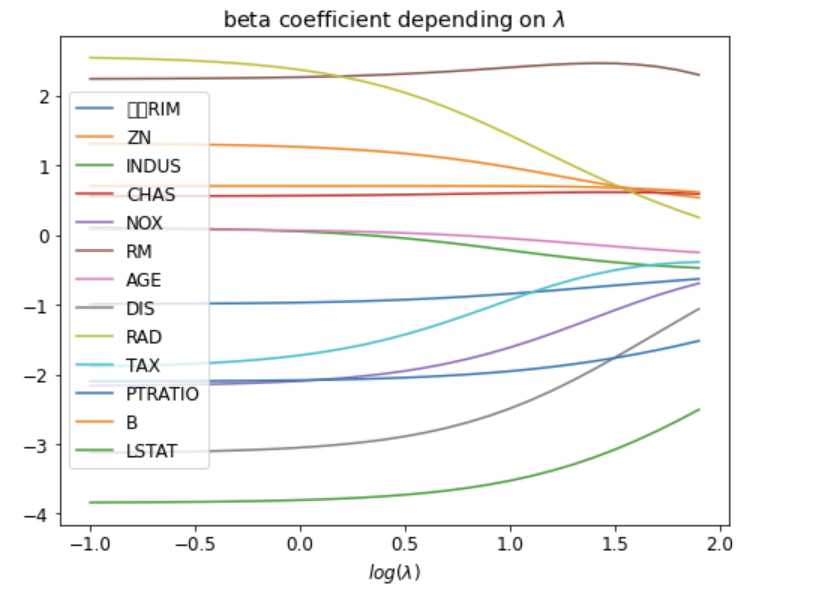 beta coefficient depending on λ
2
1
0
−1
−2
−3
−4
RIM
ZN
INDUS
CHAS
NOX
RM
AGE
DIS
RAD
TAX
PTRATIO
B
LSTAT
−1.0 −0.5 0.0 0.5 1.0 1.5 2.0
log(λ)